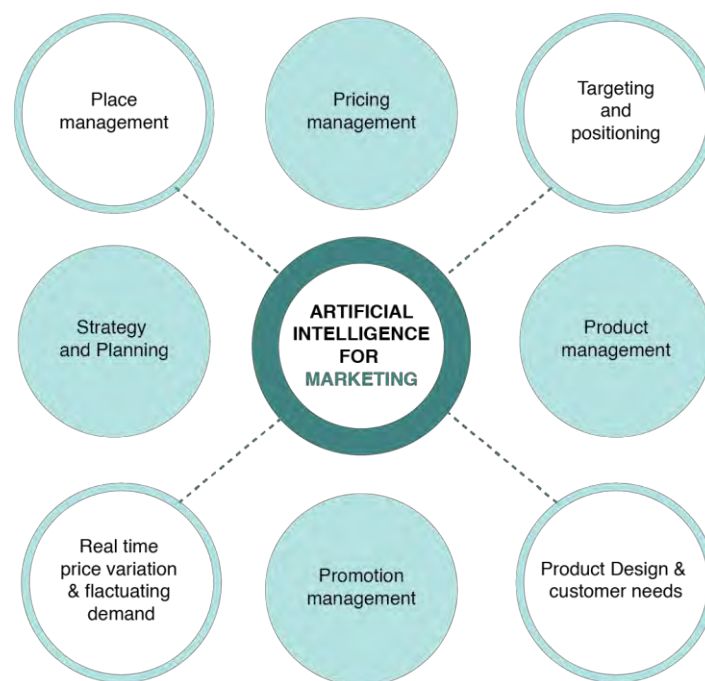 Place
management
Pricing
management
Targeting
and
positioning
Strategy
and Planning
ARTIFICIAL
INTELLIGENCE
FOR
MARKETING
Product
management
Real time
price variation
& flactuating
demand
Promotion
management
Product Design &
customer needs